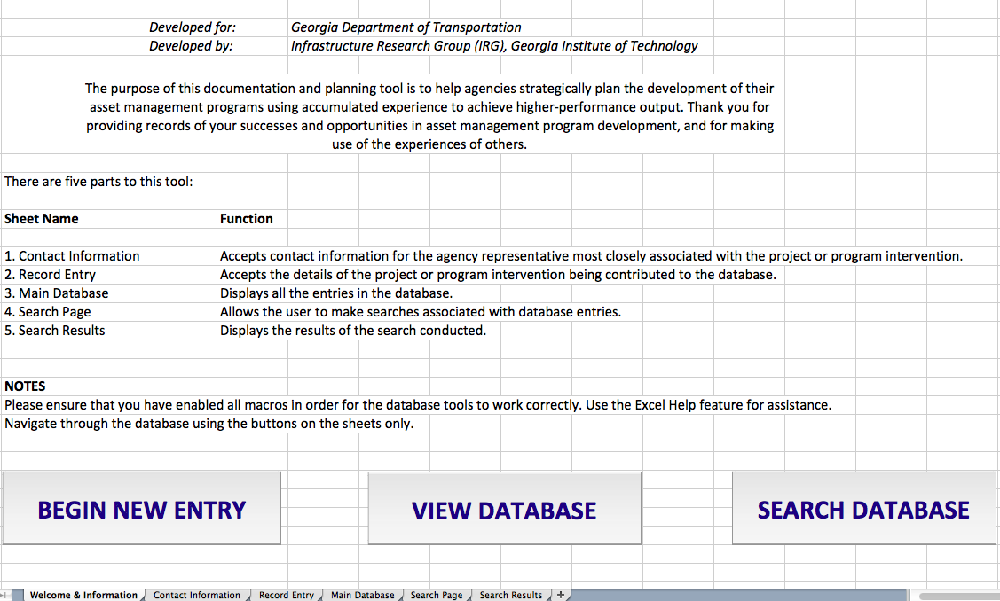 Developed for: Georgia Department of Transportation
Developed by: Infrastructure Research Group (IRG), Georgia Institute of Technology
The purpose of this documentation and planning tool is to help agencies strategically plan the development of their
asset management programs using accumulated experience to achieve higher-performance output. Thank you for
providing records of your successes and opportunities in asset management program development, and for making
use of the experiences of others.
There are five parts to this tool:
Sheet Name Function
1. Contact Information Accepts contact information for the agency representative most closely associated with the project or program intervention.
2. Record Entry Accepts the details of the project or program intervention being contributed to the database.
3. Main Database Displays all the entries in the database.
4. Search Page Allows the user to make searches associated with database entries.
5. Search Results Displays the results of the search conducted.
NOTES
Please ensure that you have enabled all macros in order for the database tools to work correctly. Use the Excel Help feature for assistance.
Navigate through the database using the buttons on the sheets only.
BEGIN NEW ENTRY VIEW DATABASE SEARCH DATABASE
Welcome & Information Contact Information Record Entry Main Database Search Page Search Results +